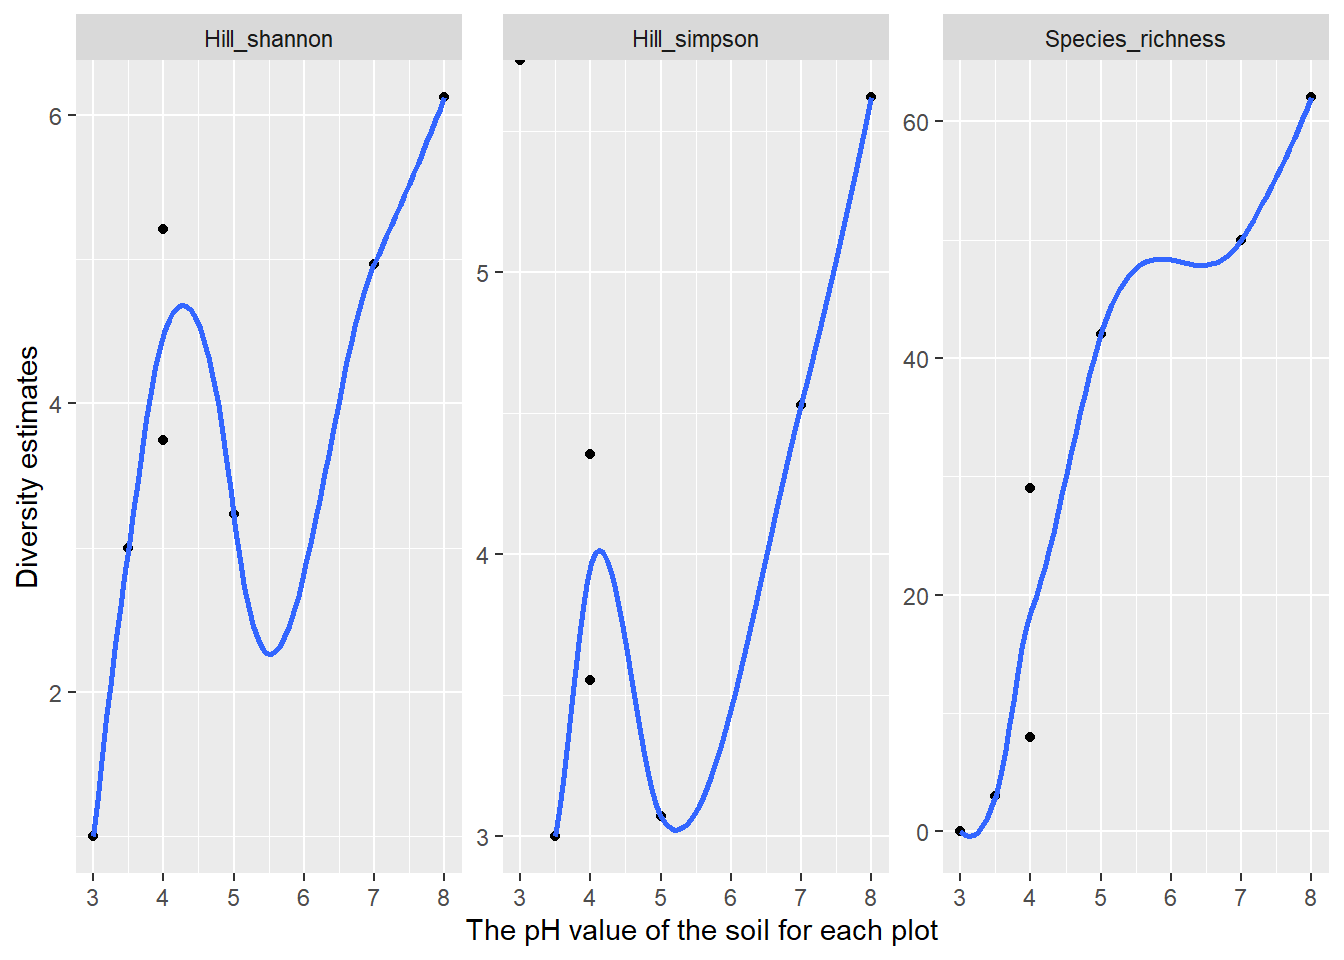 Hill_shannon Hill_simpson Species_richness
Diversity estimates
6
4
2
5
4
3
60
40
20
0
3 4 5 6 7 8 3 4 5 6 7 8 3 4 5 6 7 8
The pH value of the soil for each plot